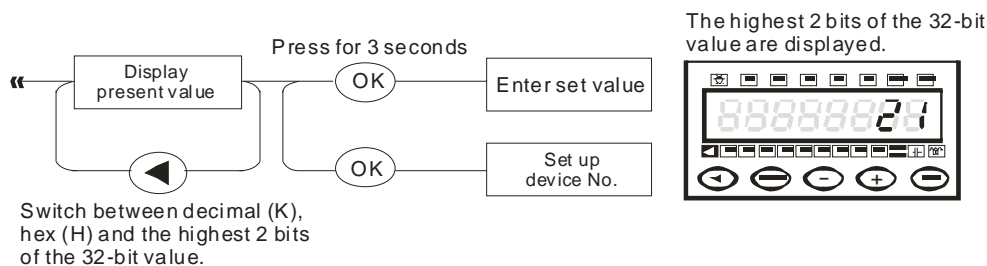 Display
present value
Switch between decimal (K),
hex (H) and the highest 2 bits
of the 32-bit value.
Press for 3 seconds
OK
Enter set value
OK
Set up
device No.
The highest 2 bits of the 32-bit
value are displayed.
21